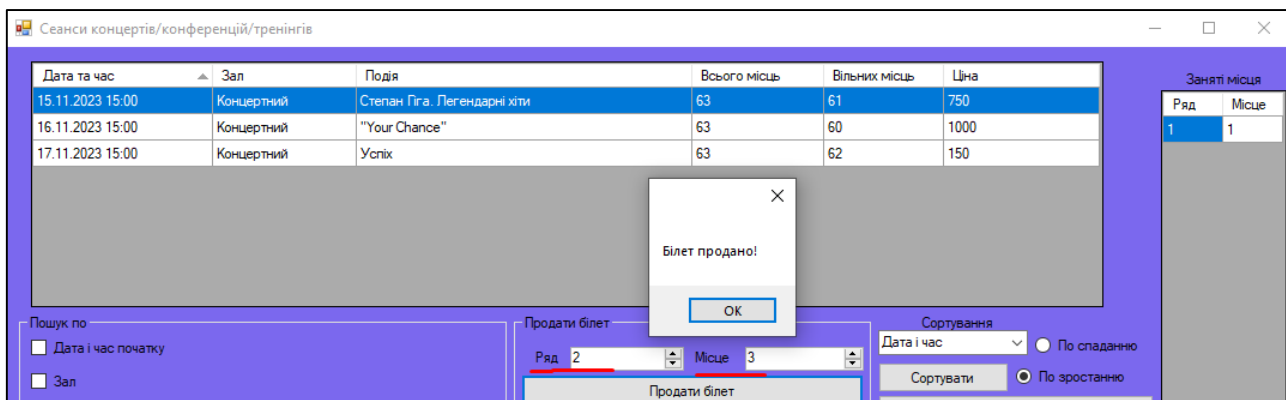 Сеанси концертів/конференцій/тренінгів
Дата та час Зал Подія Всього місць Вільних місць Ціна
15.11.2023 15:00 Концертний Степан Гіга. Легендарні хіти 63 61 750
16.11.2023 15:00 Концертний "Your Chance" 63 60 1000
17.11.2023 15:00 Концертний Успіх 63 62 150
Заняті місця
Ряд Місце
1 1
Білет продано!
OK
Пошук по
Дата і час початку
Зал
Продати білет
Ряд 2 Місце 3
Продати білет
Сортування
Дата і час По спаданню
Сортувати По зростанню